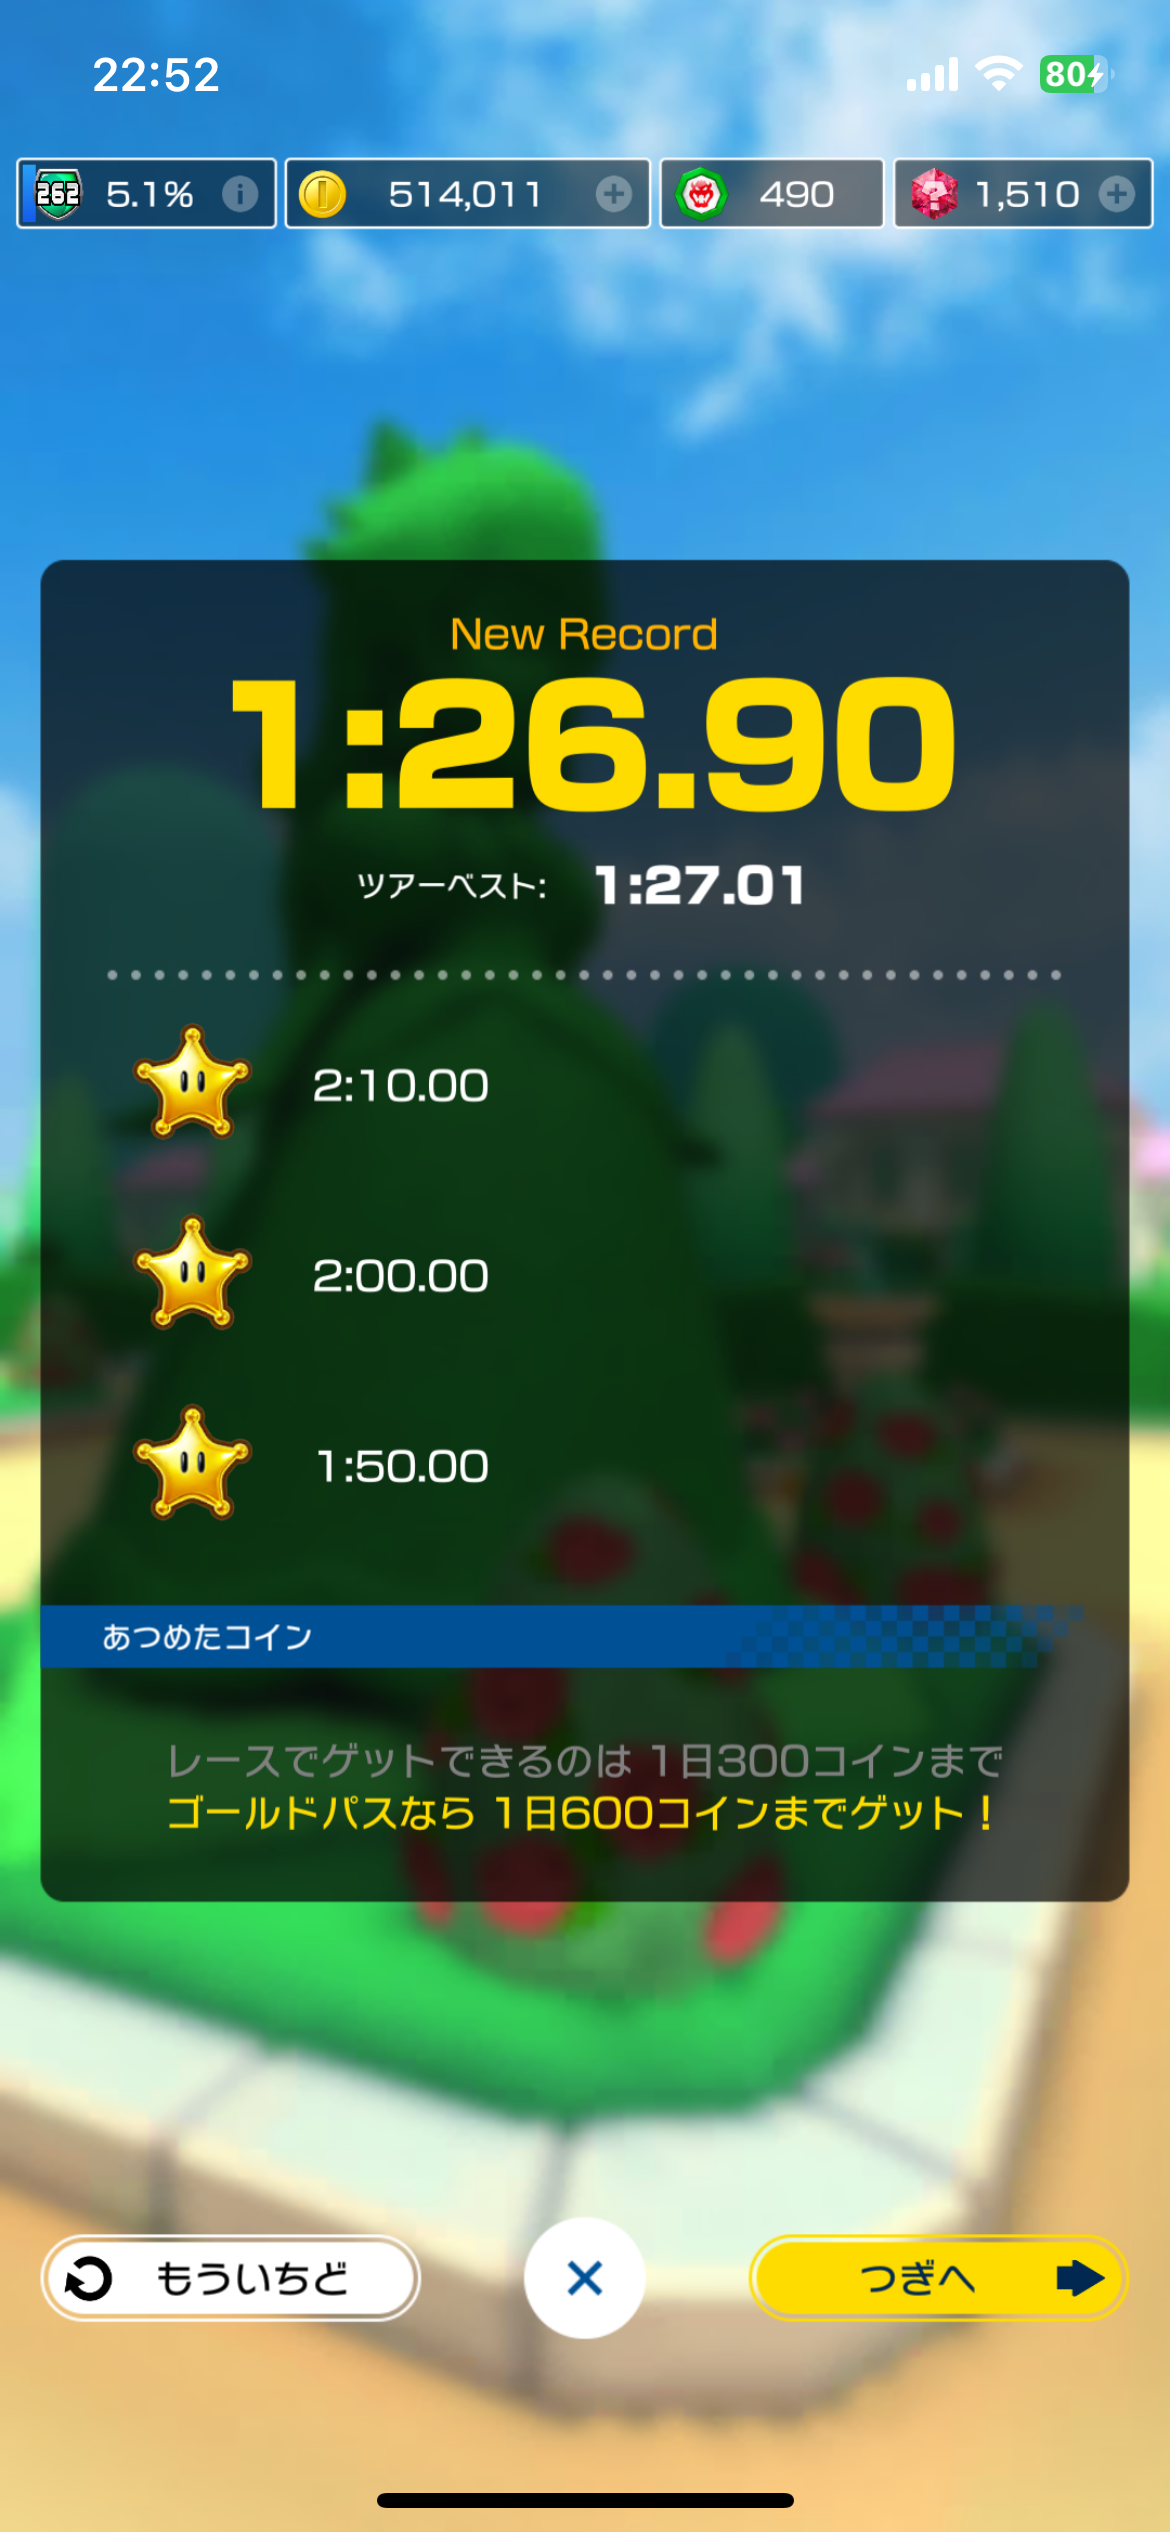 22:52
80
262 5.1% 514,011 490 1,510
New Record
1:26.90
ツアーベスト: 1:27.01
2:10.00
2:00.00
1:50.00
あつめたコイン
レースでゲットできるのは 1日300コインまで
ゴールドパスなら 1日600コインまでゲット！
もういちど
つぎへ